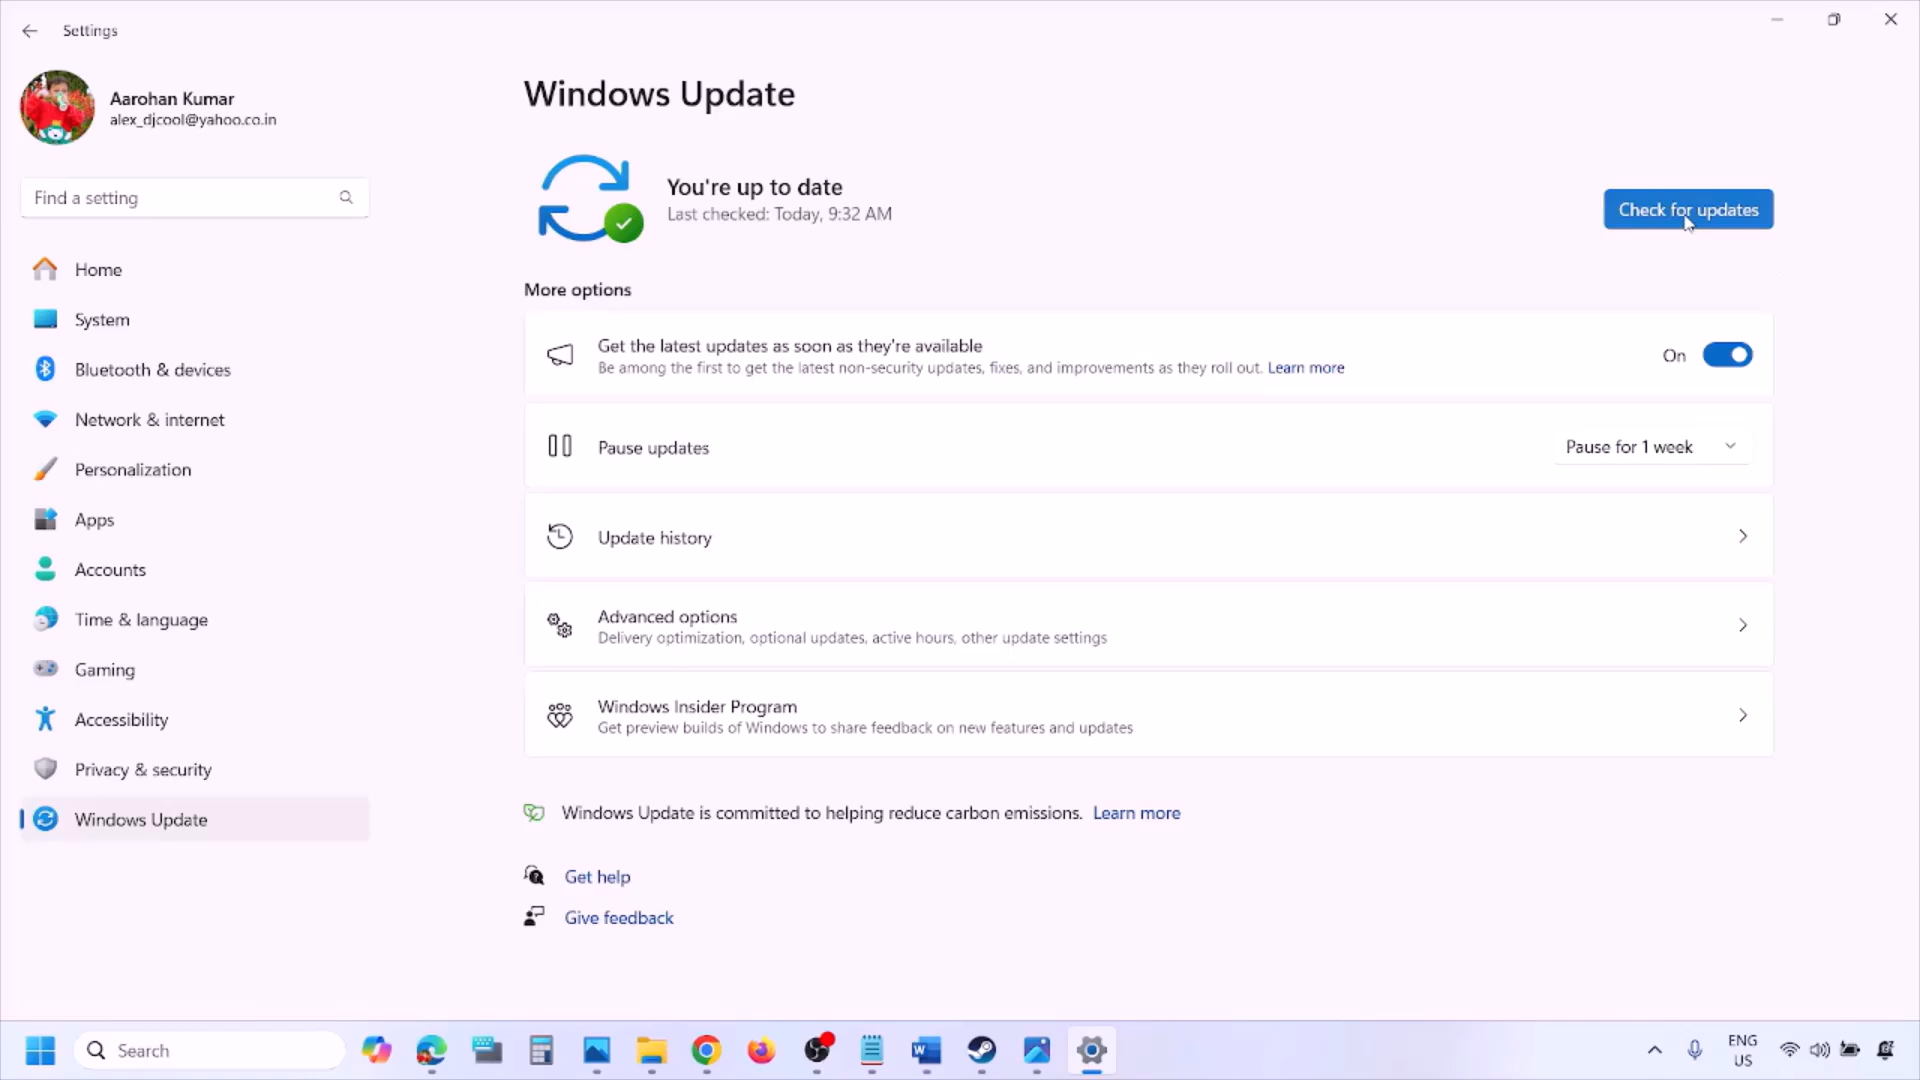 Settings
Aarohan Kumar
alex_djcool@yahoo.co.in
Find a setting
Home
System
Bluetooth & devices
Network & internet
Personalization
Apps
Accounts
Time & language
Gaming
Accessibility
Privacy & security
Windows Update
Windows Update
You're up to date
Last checked: Today, 9:32 AM
Check for updates
More options
Get the latest updates as soon as they're available
Be among the first to get the latest non-security updates, fixes, and improvements as they roll out. Learn more
On
Pause updates
Pause for 1 week
Update history
Advanced options
Delivery optimization, optional updates, active hours, other update settings
Windows Insider Program
Get preview builds of Windows to share feedback on new features and updates
Windows Update is committed to helping reduce carbon emissions. Learn more
Get help
Give feedback
Search
ENG
US